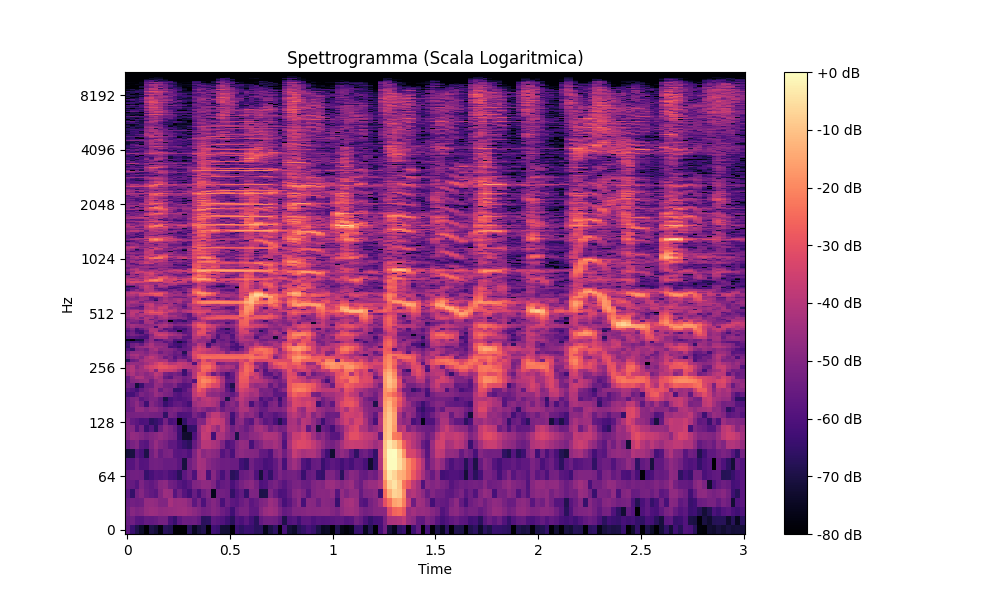 Spettrogramma (Scala Logaritmica)
Hz
8192
4096
2048
1024
512
256
128
64
0
0
0.5
1
1.5
2
2.5
3
Time
+0 dB
-10 dB
-20 dB
-30 dB
-40 dB
-50 dB
-60 dB
-70 dB
-80 dB